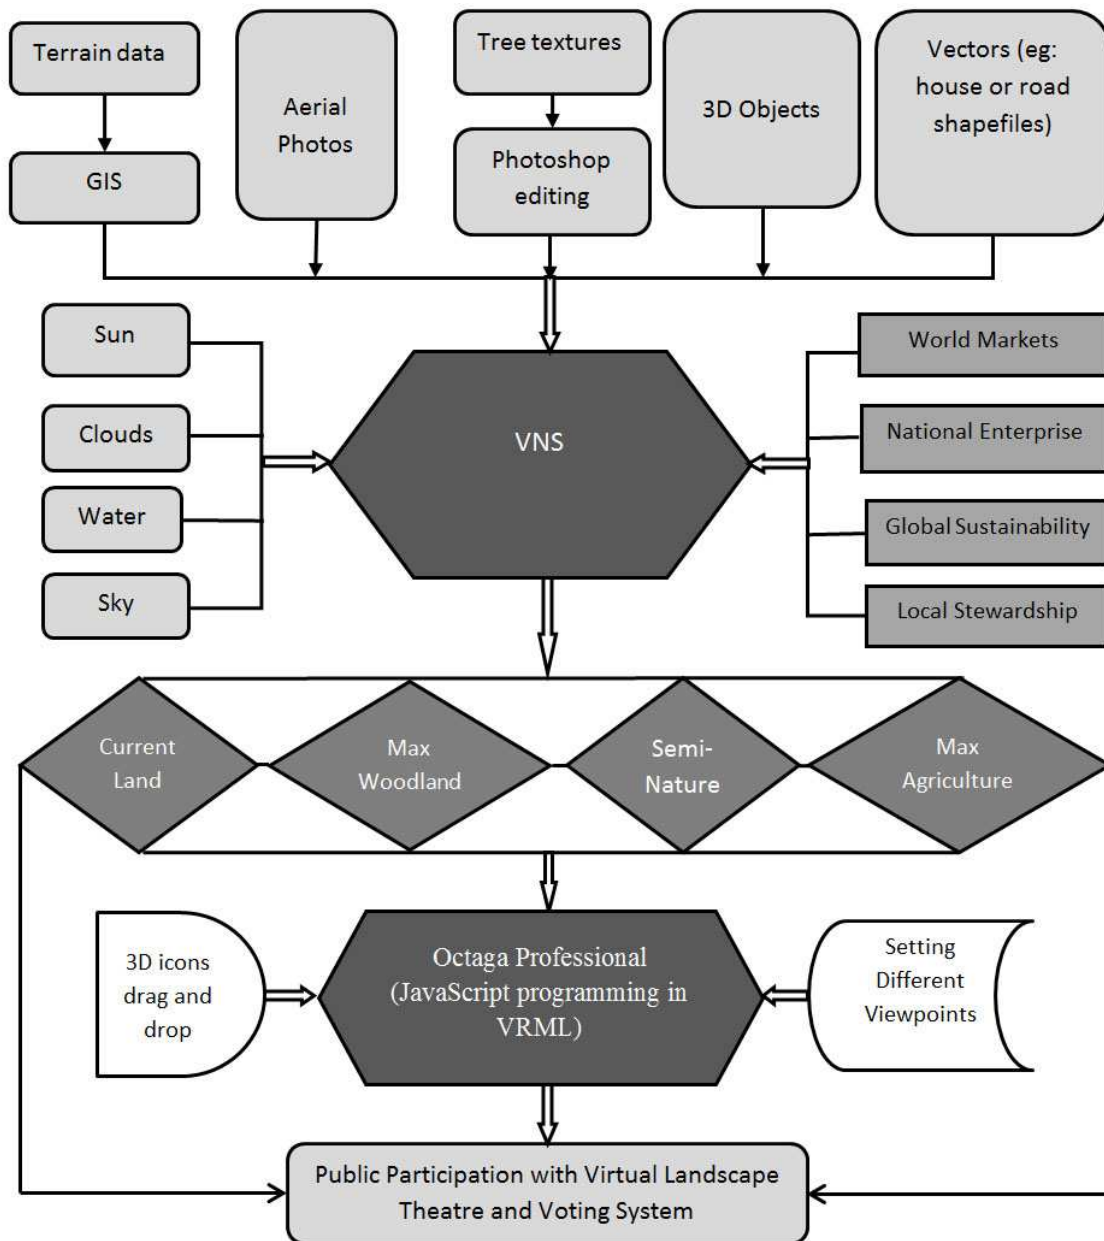 Terrain data
GIS
Aerial
Photos
Tree textures
Photoshop
editing
3D Objects
Vectors (eg:
house or road
shapefiles)
Sun
Clouds
Water
Sky
VNS
World Markets
National Enterprise
Global Sustainability
Local Stewardship
Current
Land
Max
Woodland
Semi-
Nature
Max
Agriculture
3D icons
drag and
drop
Octaga Professional
(JavaScript programming in
VRML)
Setting
Different
Viewpoints
Public Participation with Virtual Landscape
Theatre and Voting System